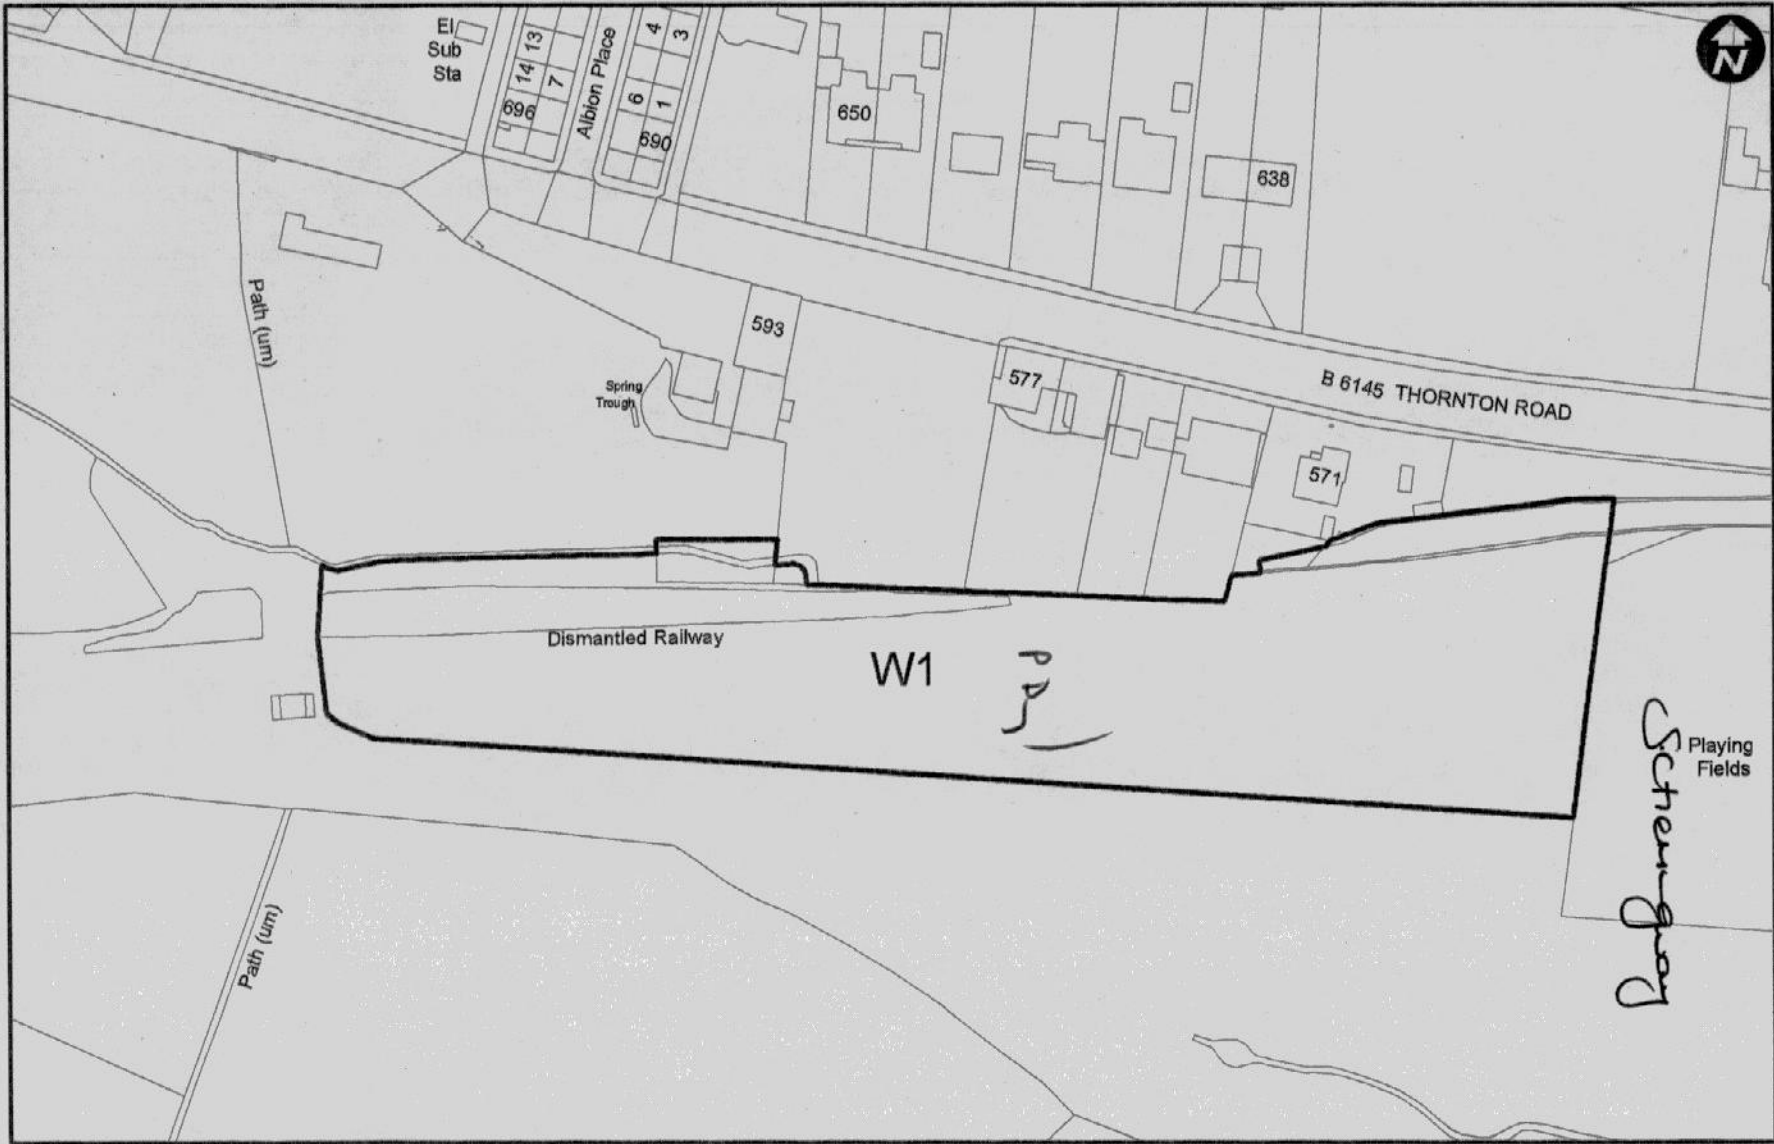 El
Sub
Sta
13
14
7
696
Albion Place
4
3
6
1
690
650
638
N
Path (um)
593
Spring
Trough
577
B 6145 THORNTON ROAD
571
Dismantled Railway
W1
Playing
Fields
Path (um)